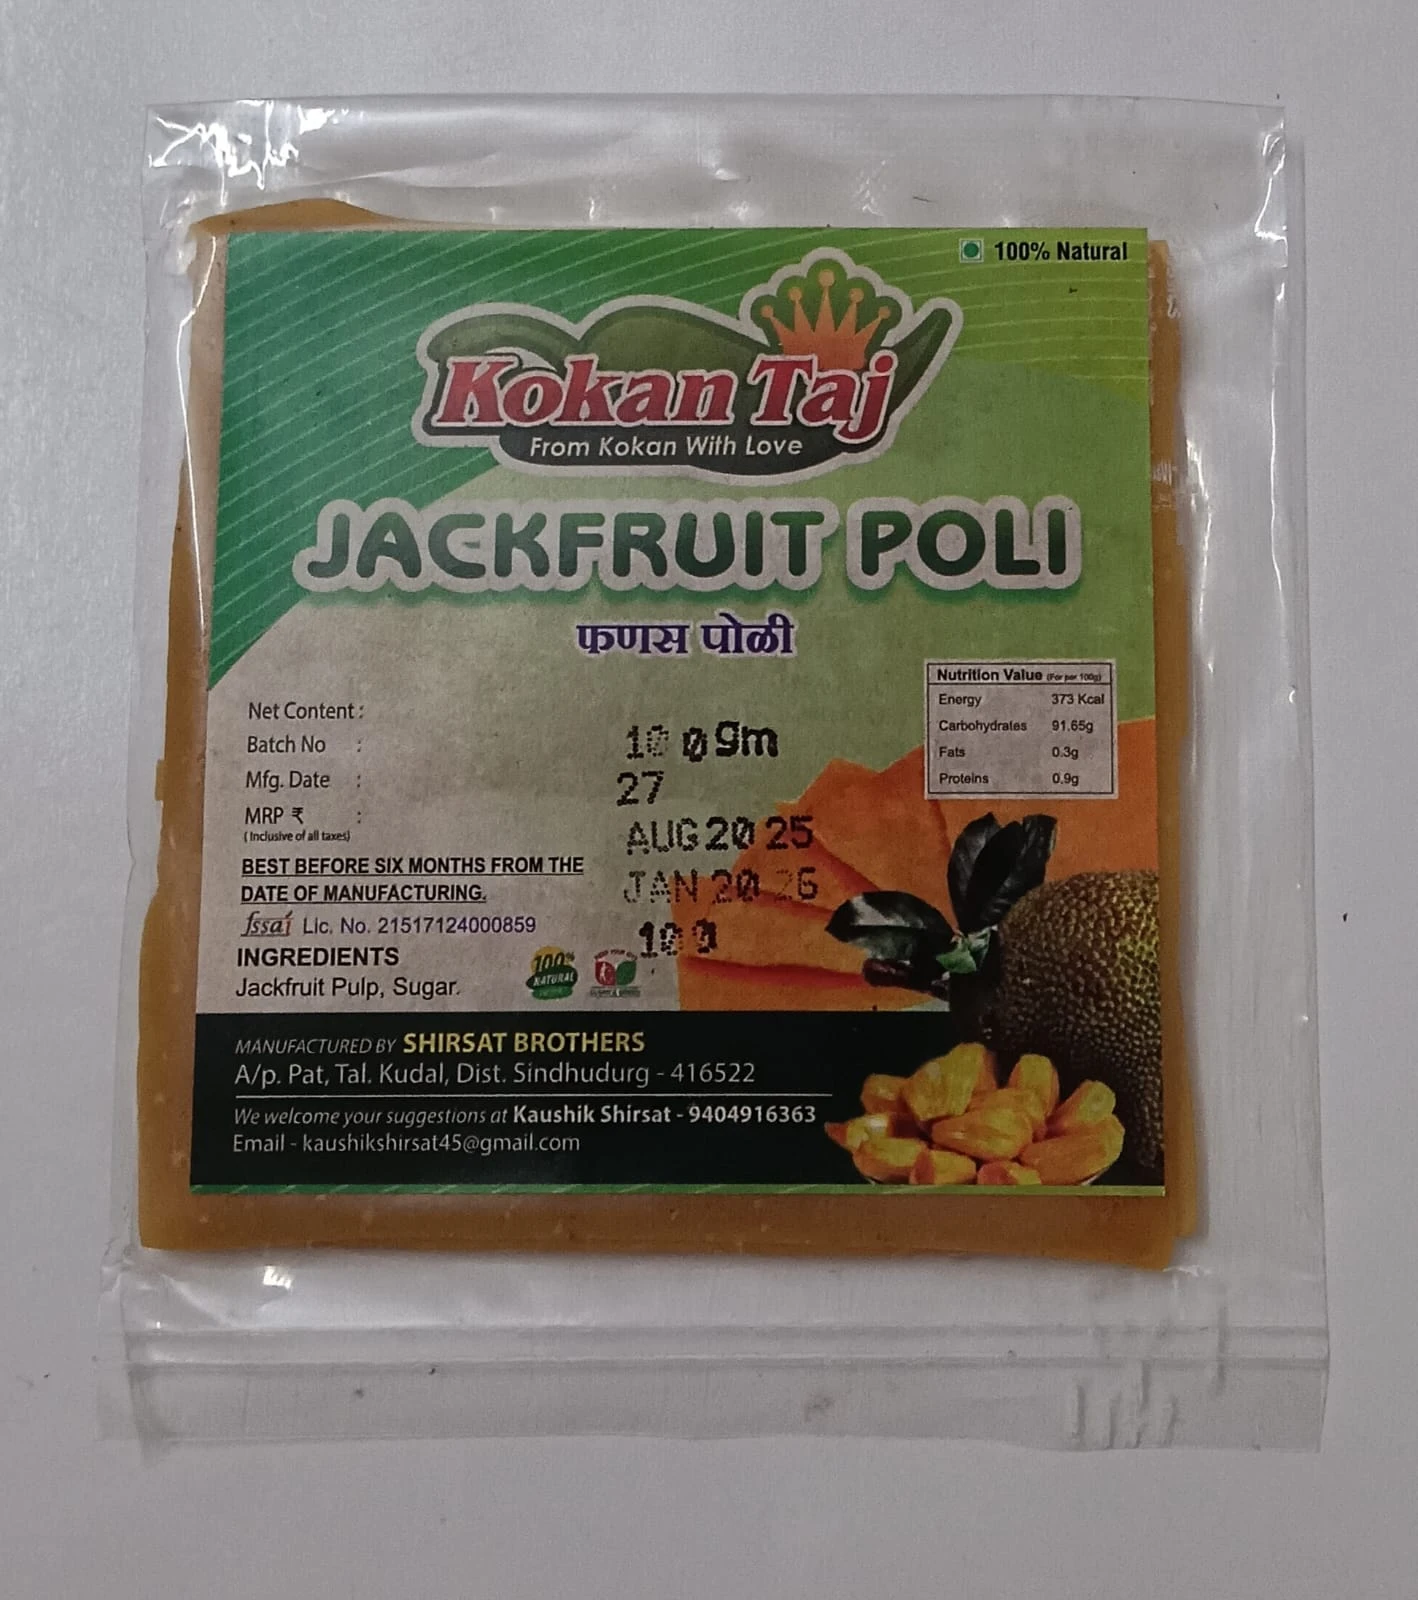 100% Natural
Kokan Taj
From Kokan With Love
JACKFRUIT POLI
फणस पोळी
Nutrition Value (For per 100g)
Energy 373 Kcal
Carbohydrates 91.65g
Fats 0.3g
Proteins 0.9g
Net Content :
Batch No :
Mfg. Date :
MRP ₹ :
(Inclusive of all taxes)
100gm
27
AUG 2025
JAN 2026
100
BEST BEFORE SIX MONTHS FROM THE
DATE OF MANUFACTURING.
fssai Lic. No. 21517124000859
INGREDIENTS
Jackfruit Pulp, Sugar.
100%
NATURAL
MANUFACTURED BY SHIRSAT BROTHERS
A/p. Pat, Tal. Kudal, Dist. Sindhudurg - 416522
We welcome your suggestions at Kaushik Shirsat - 9404916363
Email - kaushikshirsat45@gmail.com